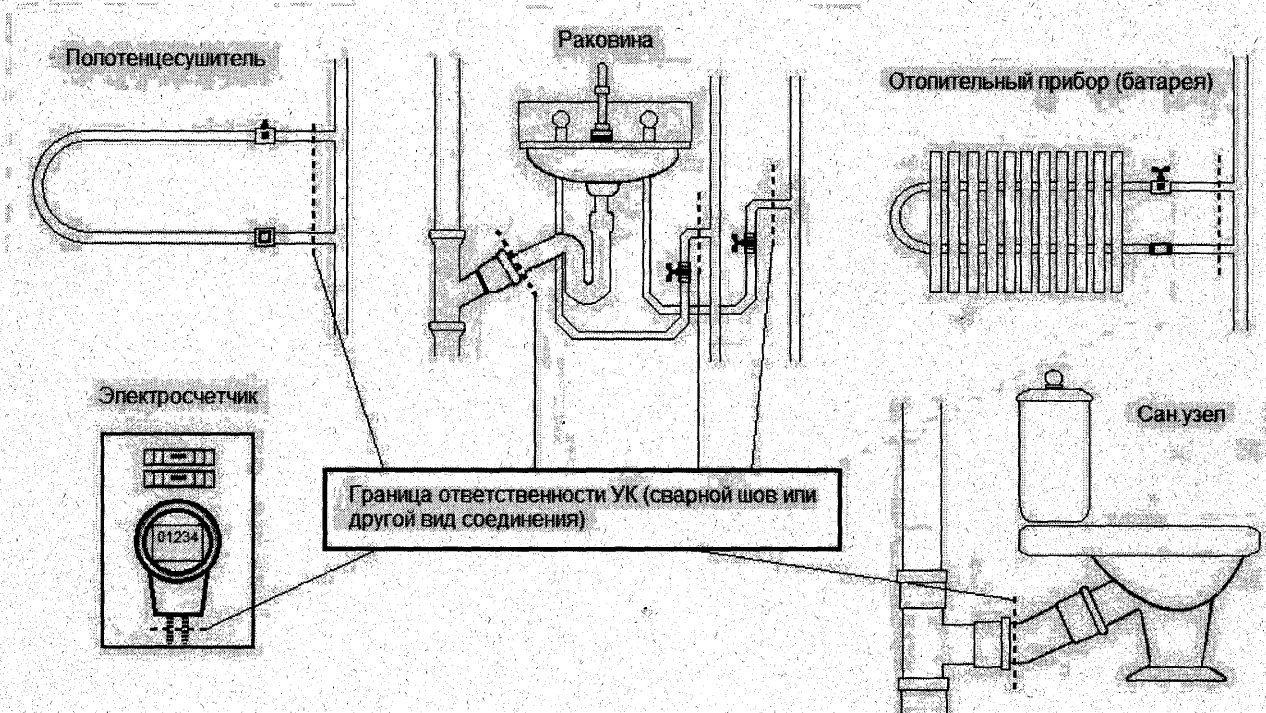 Полотенцесушитель
Раковина
Отопительный прибор (батарея)
Электросчетчик
Сан.узел
Граница ответственности УК (сварной шов или
другой вид соединения)
01234